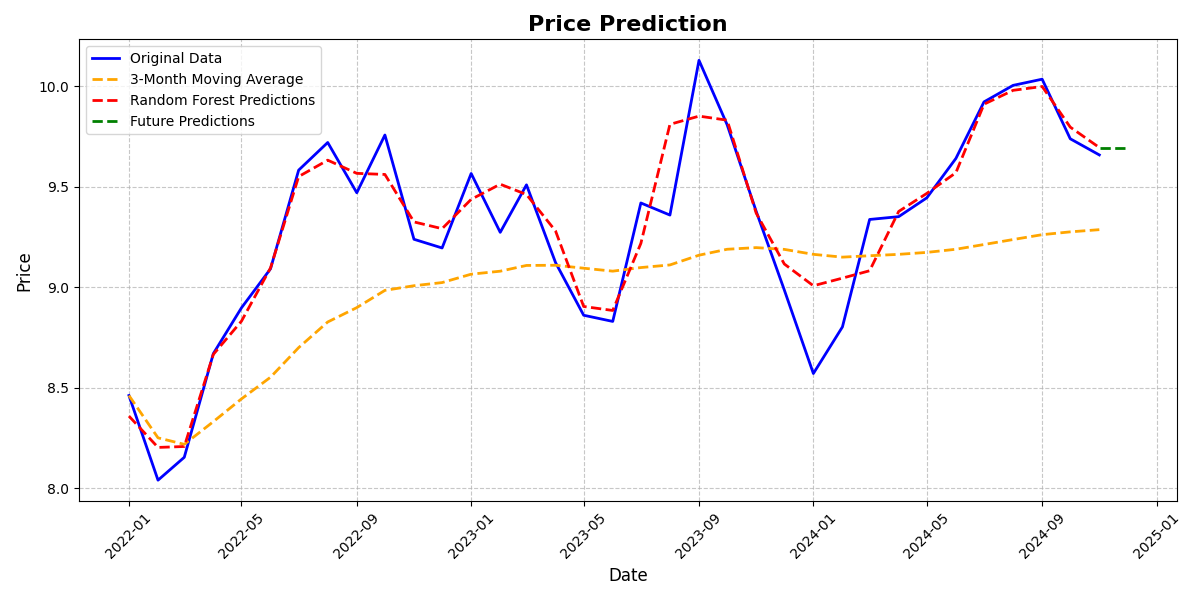 Price Prediction
Original Data
3-Month Moving Average
Random Forest Predictions
Future Predictions
Price
10.0
9.5
9.0
8.5
8.0
2022-01
2022-05
2022-09
2023-01
2023-05
2023-09
2024-01
2024-05
2024-09
2025-01
Date